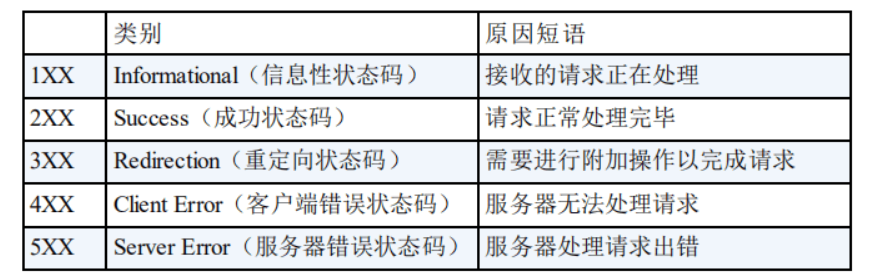 类别 原因短语
1XX Informational（信息性状态码） 接收的请求正在处理
2XX Success（成功状态码） 请求正常处理完毕
3XX Redirection（重定向状态码） 需要进行附加操作以完成请求
4XX Client Error（客户端错误状态码） 服务器无法处理请求
5XX Server Error（服务器错误状态码） 服务器处理请求出错